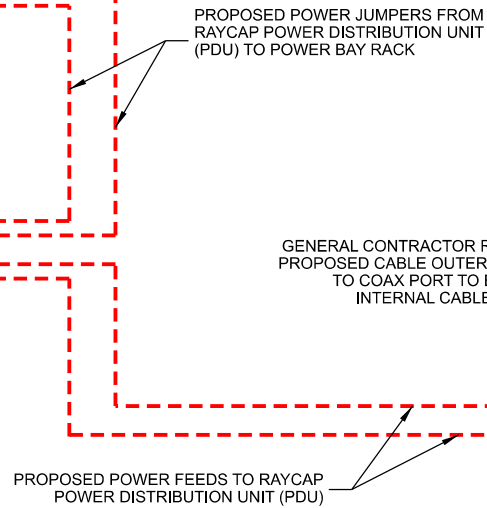 PROPOSED POWER JUMPERS FROM
RAYCAP POWER DISTRIBUTION UNIT
(PDU) TO POWER BAY RACK
GENERAL CONTRACTOR
PROPOSED CABLE OUTER
TO COAX PORT TO
INTERNAL CABLE
PROPOSED POWER FEEDS TO RAYCAP
POWER DISTRIBUTION UNIT (PDU)